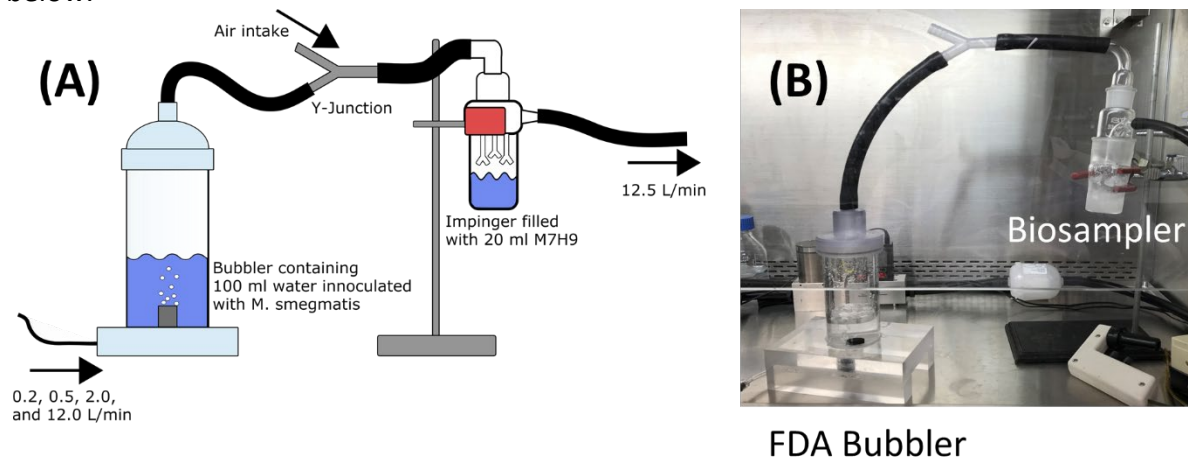 below.
Air intake
(A)
Y-Junction
12.5 L/min
Impinger filled
with 20 ml M7H9
Bubbler containing
100 ml water innoculated
with M. smegmatis
0.2, 0.5, 2.0,
and 12.0 L/min
(B)
Biosampler
FDA Bubbler